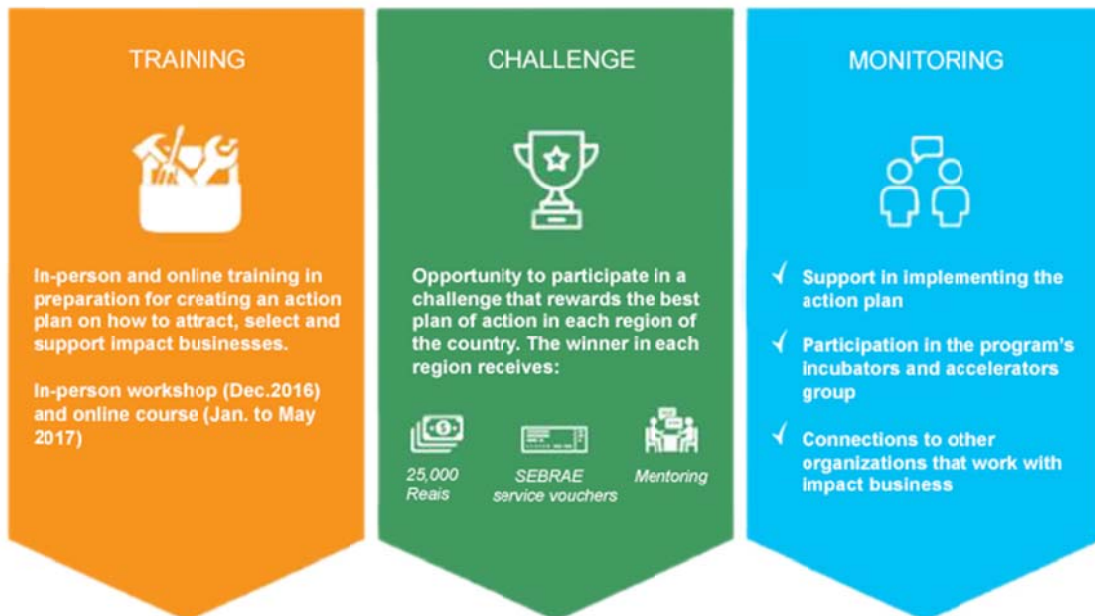 TRAINING
In-person and online training in
preparation for creating an action
plan on how to attract, select and
support impact businesses.
In-person workshop (Dec.2016)
and online course (Jan. to May
2017)
CHALLENGE
Opportunity to participate in a
challenge that rewards the best
plan of action in each region of
the country. The winner in each
region receives:
25,000
Reais
SEBRAE
service vouchers
Mentoring
MONITORING
Support in implementing the
action plan
Participation in the program's
incubators and accelerators
group
Connections to other
organizations that work with
impact business